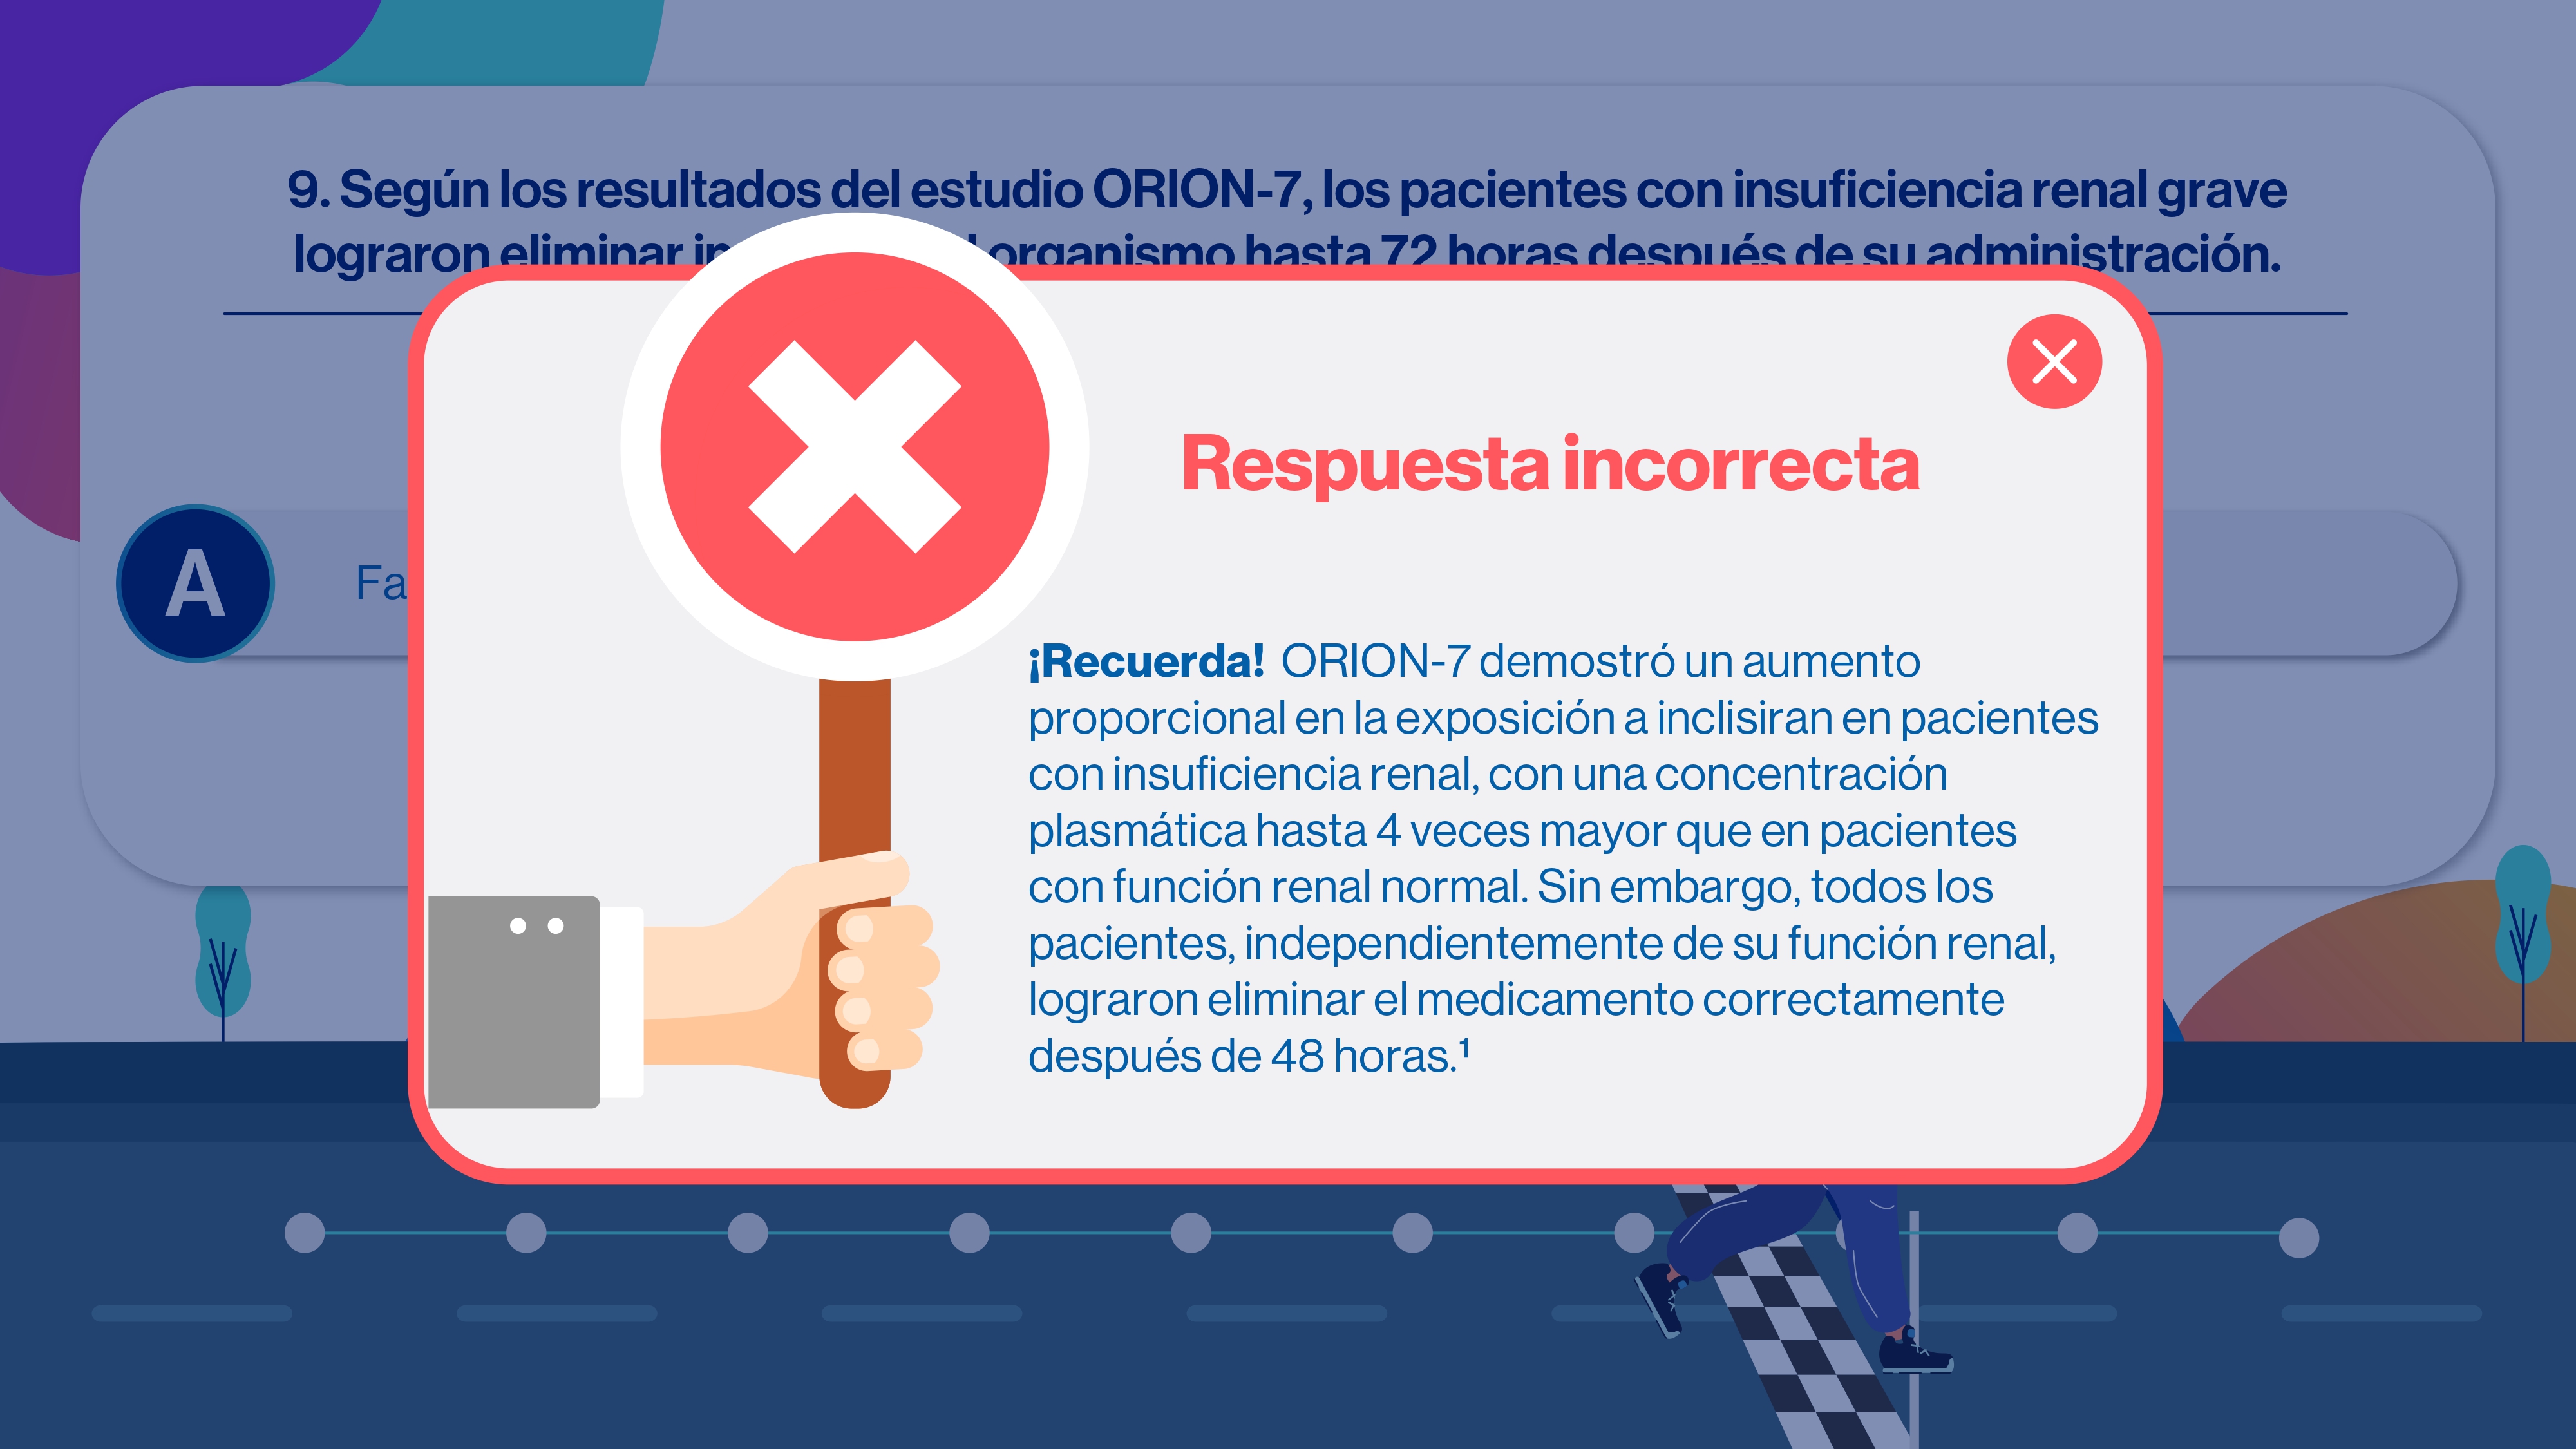 9. Según los resultados del estudio ORION-7, los pacientes con insuficiencia renal grave
lograron eliminar organismo hasta 72 horas después de su administración.
Respuesta incorrecta
A
¡Recuerda! ORION-7 demostró un aumento
proporcional en la exposición a inclisiran en pacientes
con insuficiencia renal, con una concentración
plasmática hasta 4 veces mayor que en pacientes
con función renal normal. Sin embargo, todos los
pacientes, independientemente de su función renal,
lograron eliminar el medicamento correctamente
después de 48 horas.¹